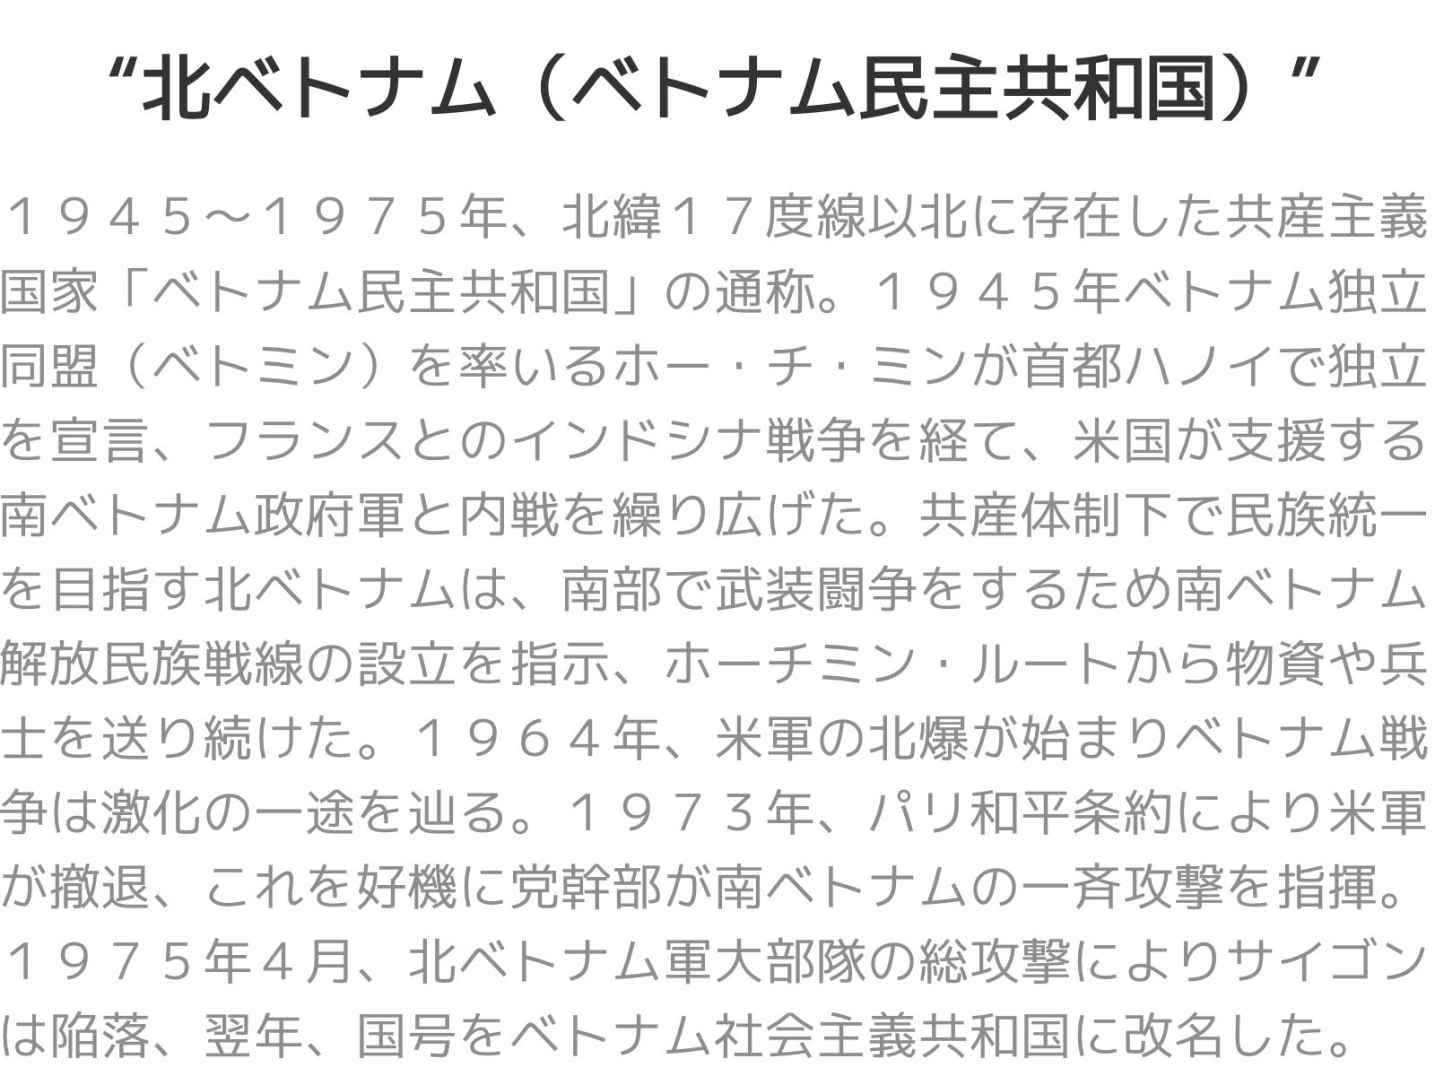 “北ベトナム（ベトナム民主共和国）”
１９４５〜１９７５年、北緯１７度線以北に存在した共産主義
国家「ベトナム民主共和国」の通称。１９４５年ベトナム独立
同盟（ベトミン）を率いるホー・チ・ミンが首都ハノイで独立
を宣言、フランスとのインドシナ戦争を経て、米国が支援する
南ベトナム政府軍と内戦を繰り広げた。共産体制下で民族統一
を目指す北ベトナムは、南部で武装闘争をするため南ベトナム
解放民族戦線の設立を指示、ホーチミン・ルートから物資や兵
士を送り続けた。１９６４年、米軍の北爆が始まりベトナム戦
争は激化の一途を辿る。１９７３年、パリ和平条約により米軍
が撤退、これを好機に党幹部が南ベトナムの一斉攻撃を指揮。
１９７５年４月、北ベトナム軍大部隊の総攻撃によりサイゴン
は陥落、翌年、国号をベトナム社会主義共和国に改名した。